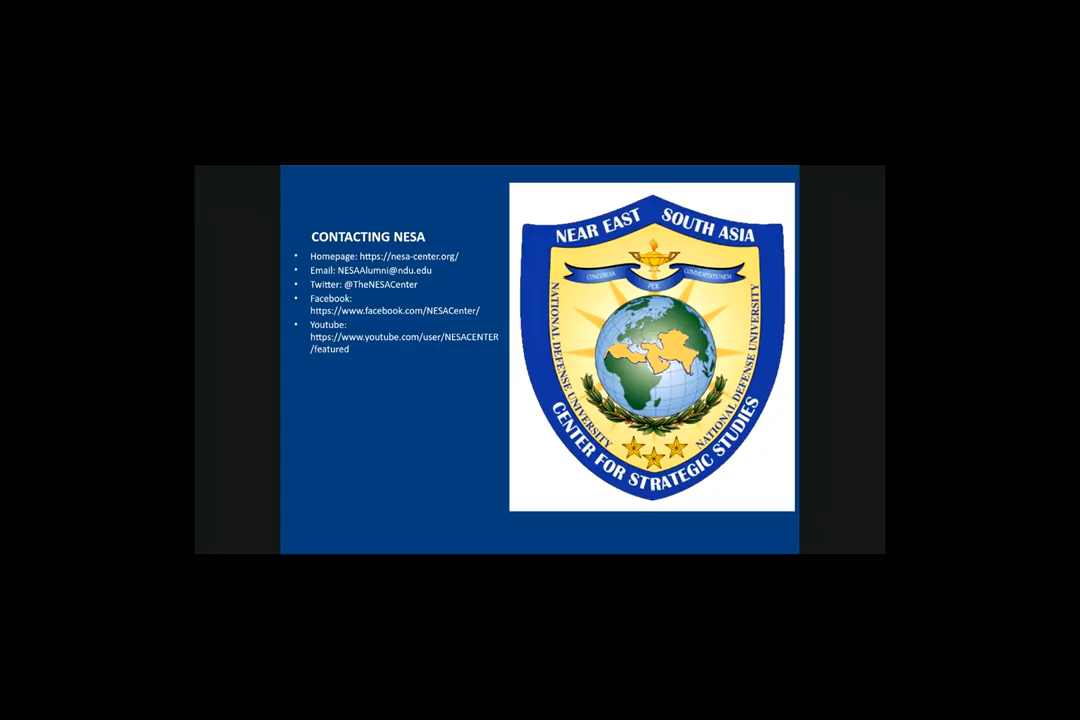 CONTACTING NESA
• Homepage: https://nesa-center.org/
• Email: NESAAlumni@ndu.edu
• Twitter: @TheNESACenter
• Facebook:
https://www.facebook.com/NESACenter/
• Youtube:
https://www.youtube.com/user/NESACENTER
/featured
NEAR EAST SOUTH ASIA
CONCORDIA PER COMMEDITATIONEM
NATIONAL DEFENSE UNIVERSITY
NATIONAL DEFENSE UNIVERSITY
CENTER FOR STRATEGIC STUDIES